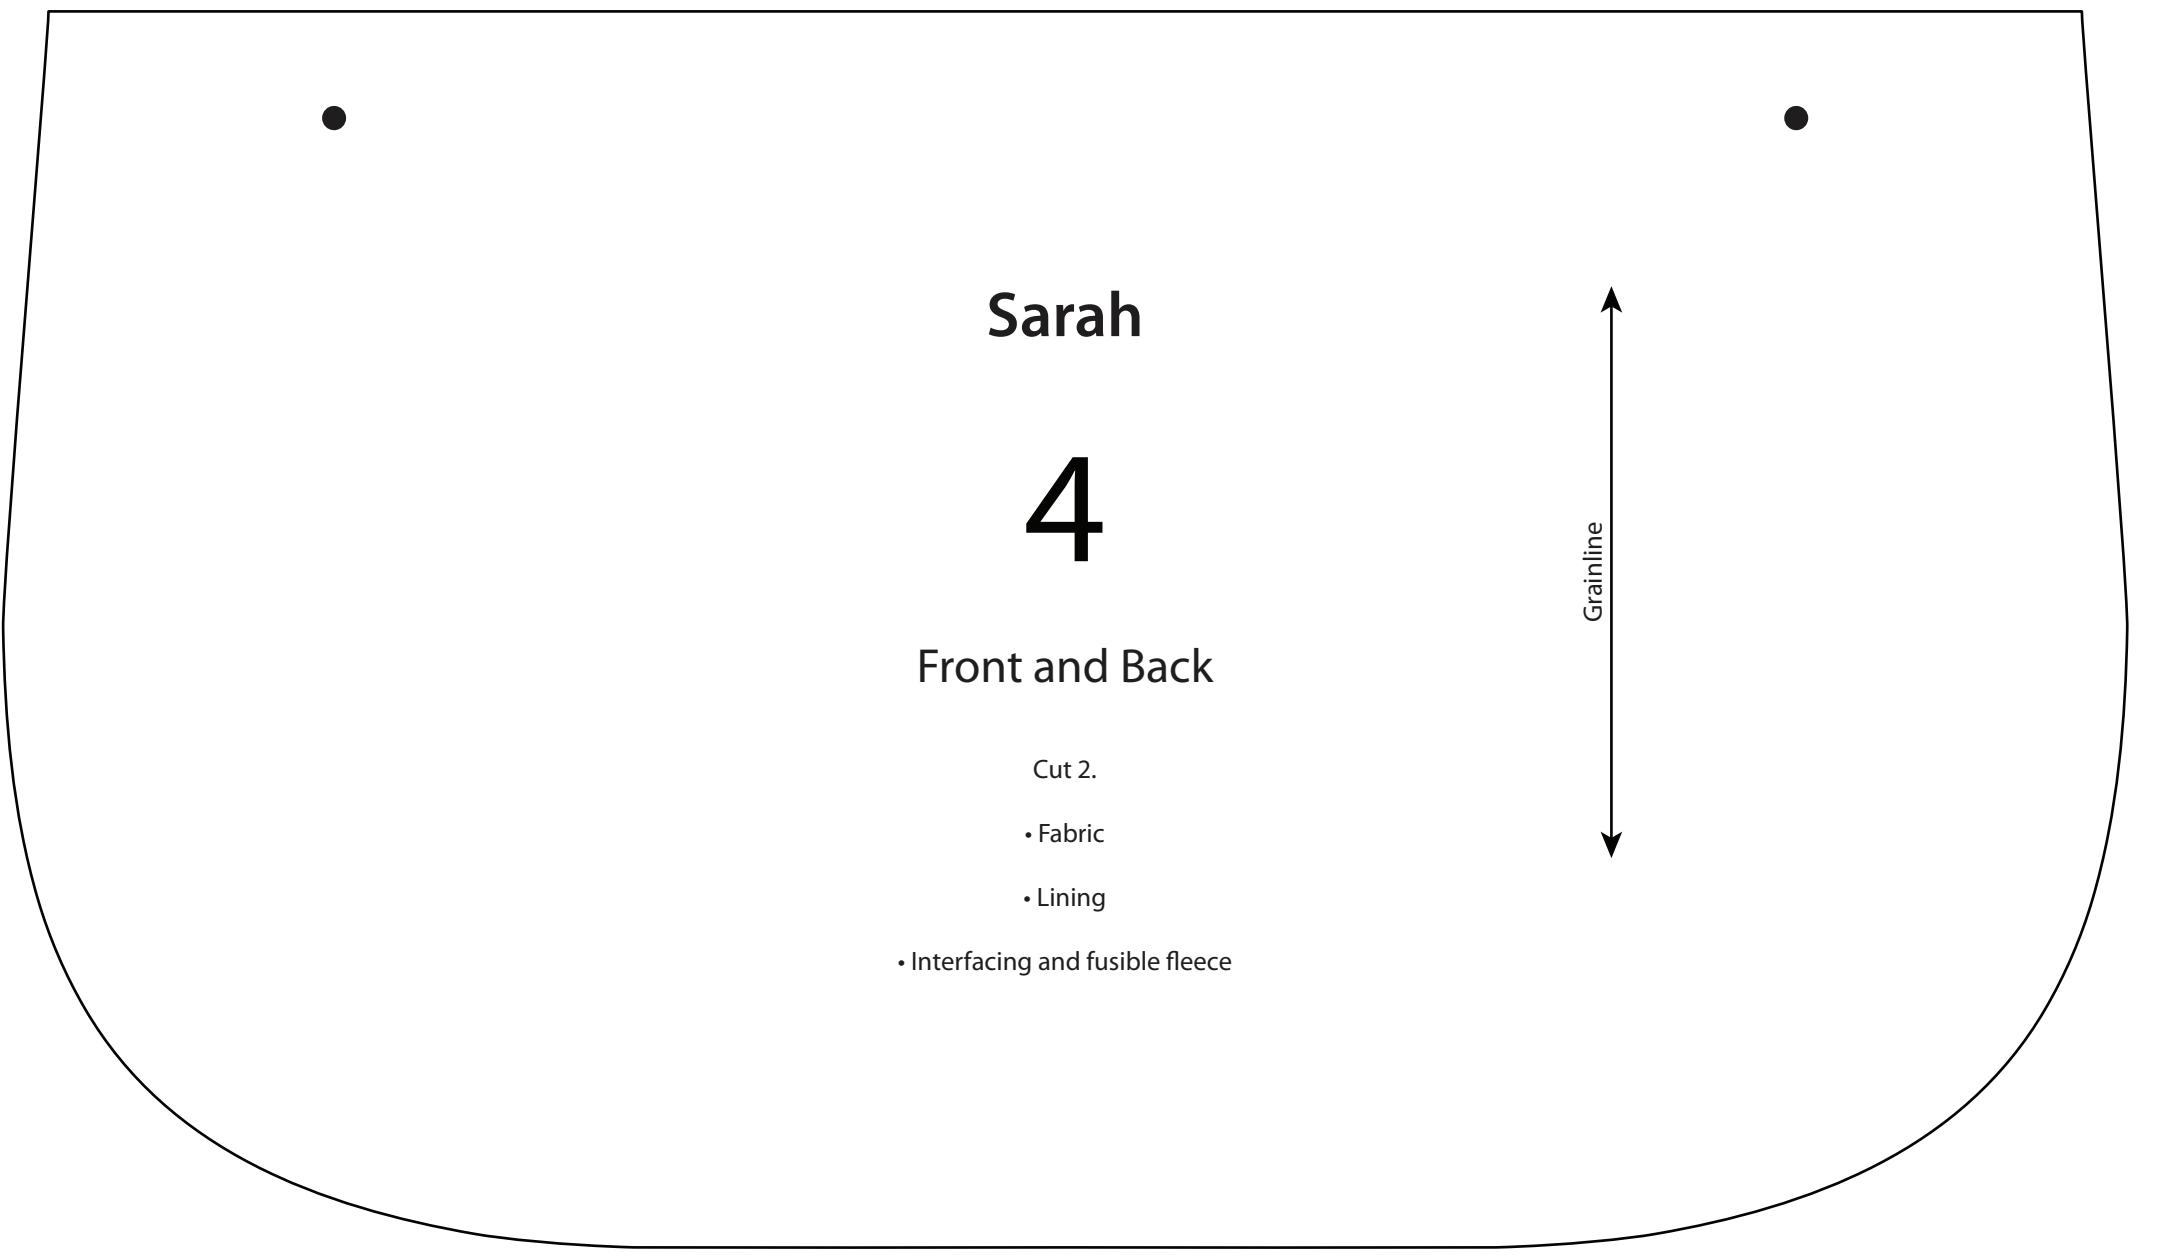 Sarah
4
Grainline
Front and Back
Cut 2.
• Fabric
• Lining
• Interfacing and fusible fleece